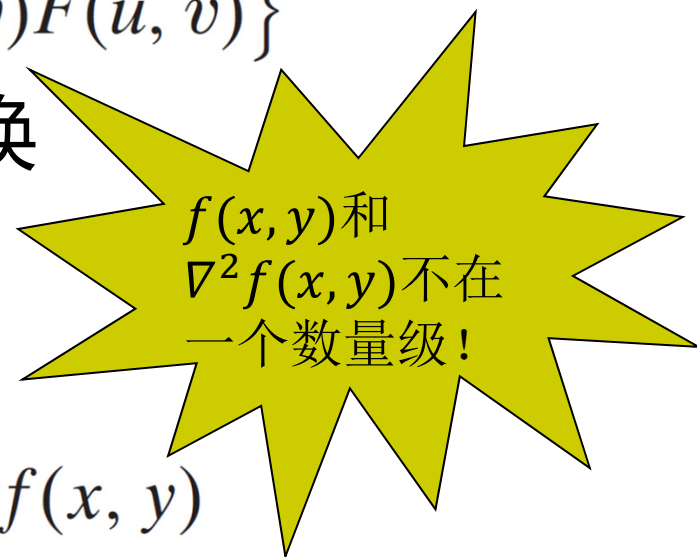 )F(u, v)}
换
f(x,y)和
∇²f(x,y)不在
一个数量级！
f(x, y)